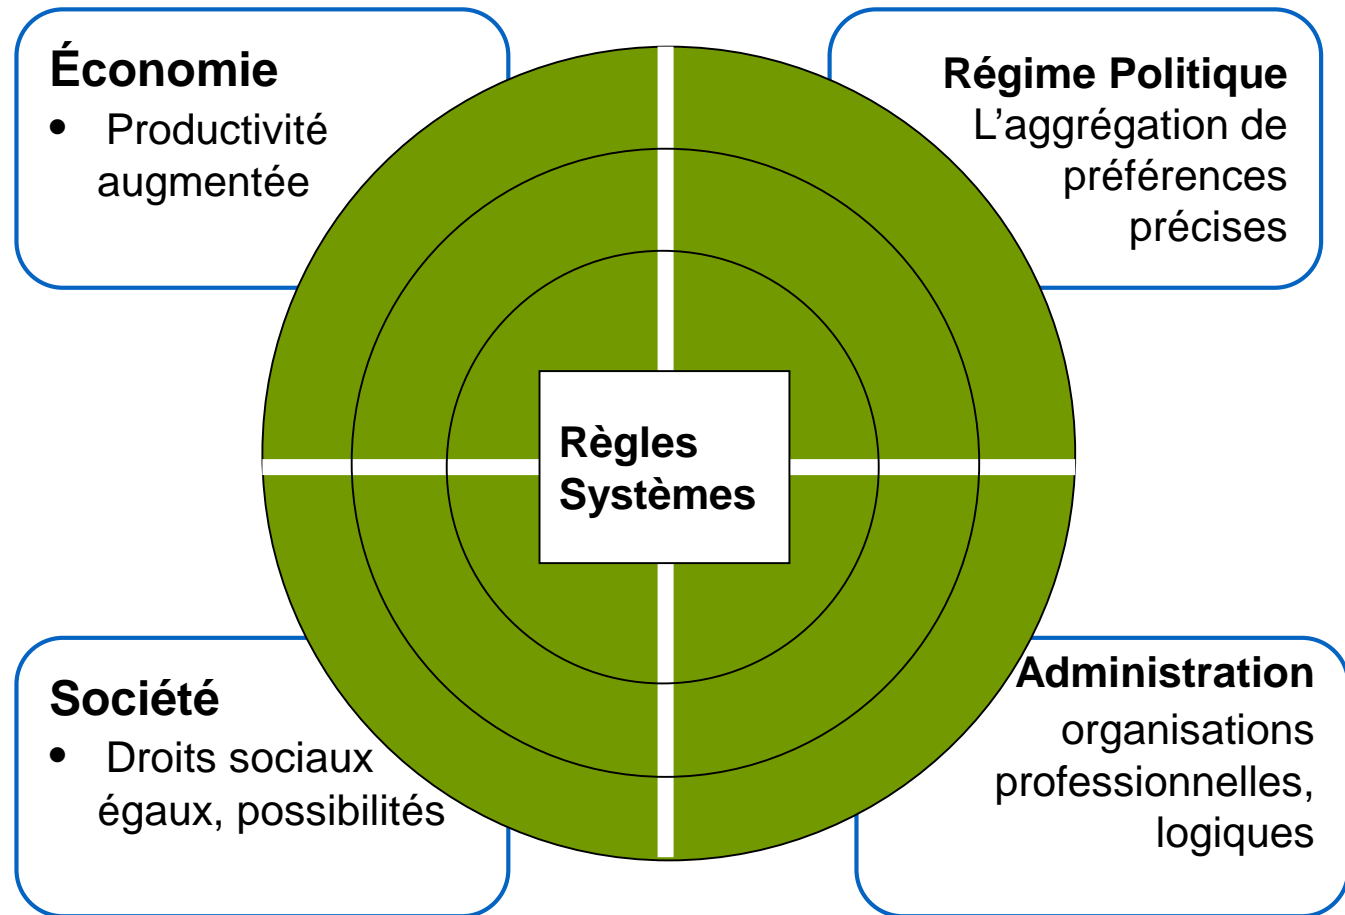 Économie
• Productivité
augmentée
Régime Politique
L’aggrégation de
préférences
précises
Règles
Systèmes
Société
• Droits sociaux
égaux, possibilités
Administration
organisations
professionnelles,
logiques